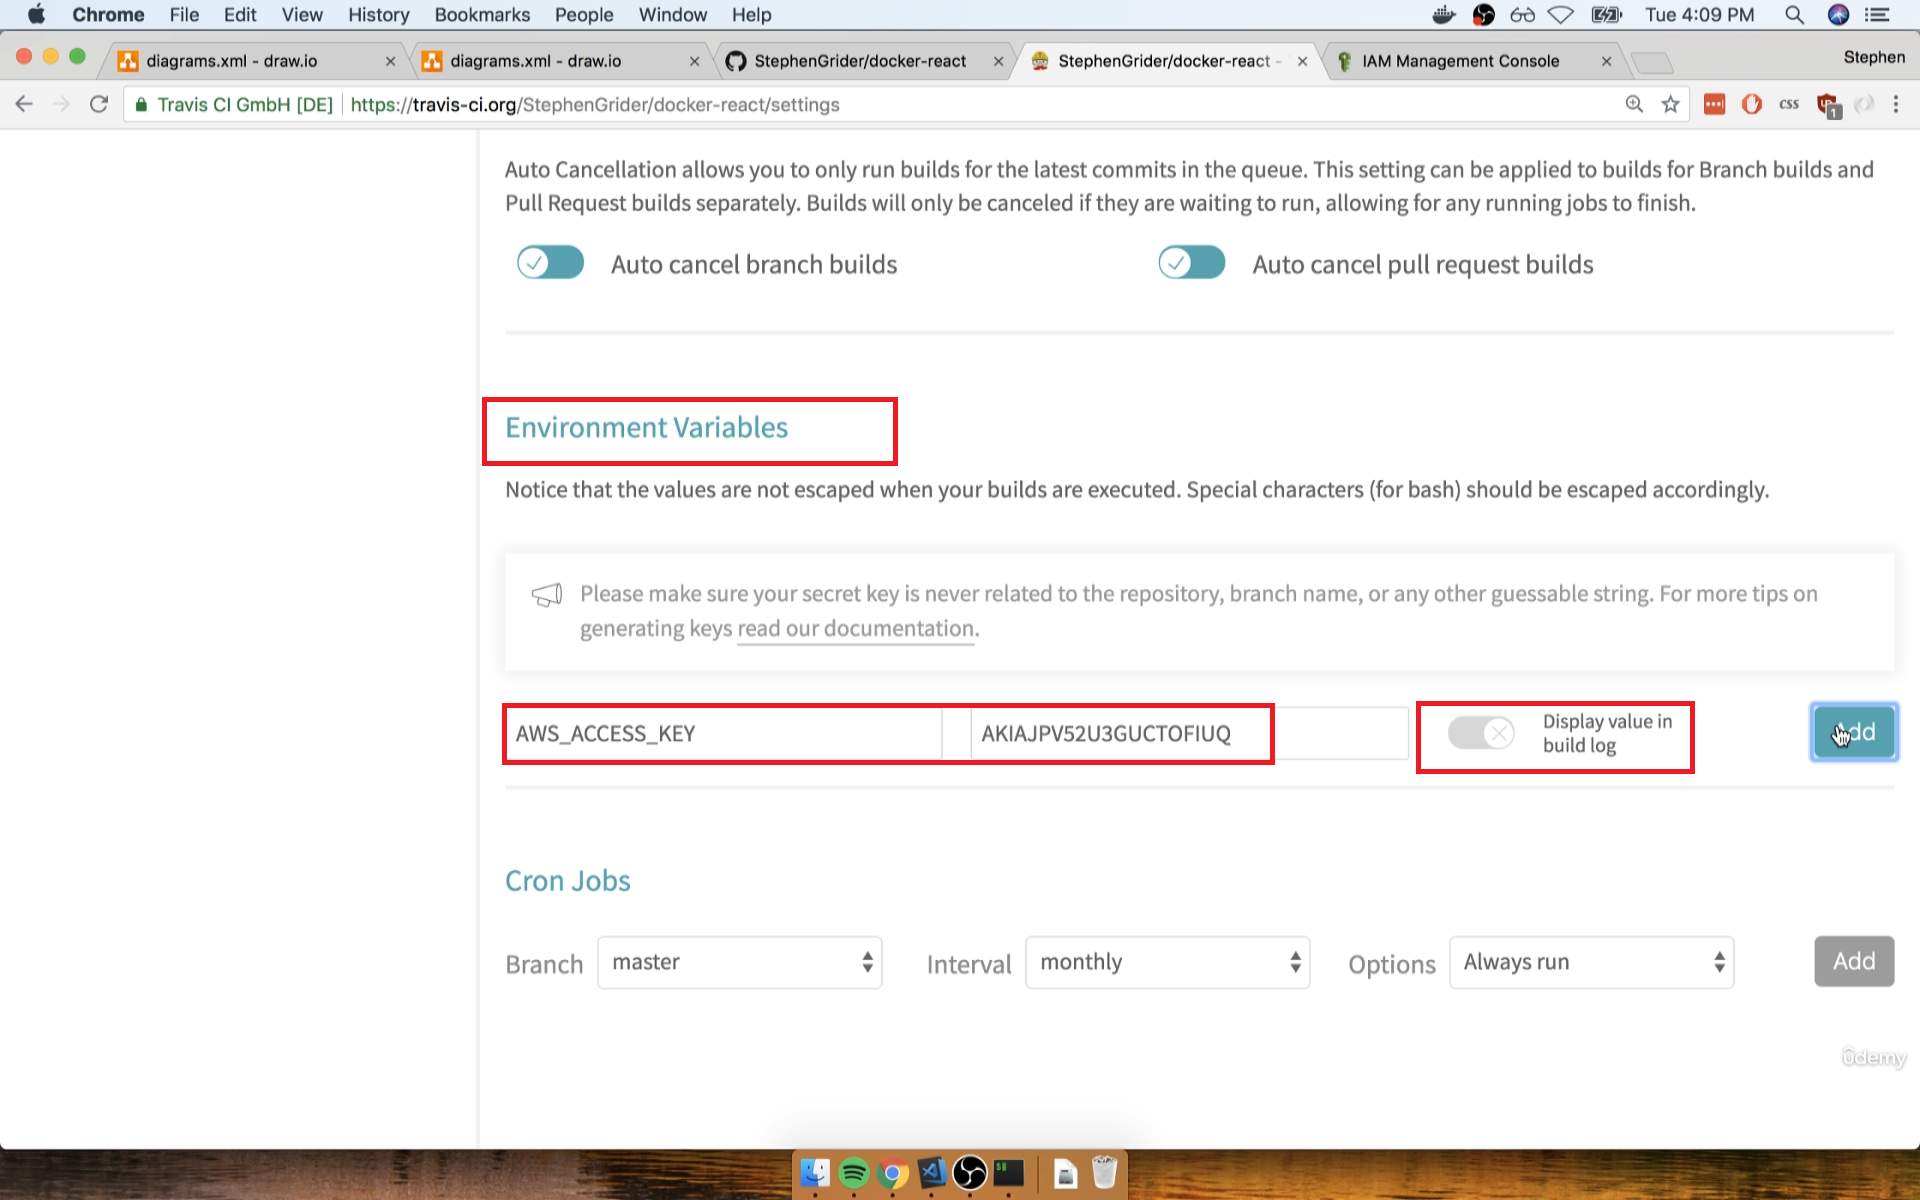 Chrome File Edit View History Bookmarks People Window Help Tue 4:09 PM
diagrams.xml - draw.io diagrams.xml - draw.io StephenGrider/docker-react StephenGrider/docker-react - IAM Management Console Stephen
Travis CI GmbH [DE] https://travis-ci.org/StephenGrider/docker-react/settings css 1
Auto Cancellation allows you to only run builds for the latest commits in the queue. This setting can be applied to builds for Branch builds and
Pull Request builds separately. Builds will only be canceled if they are waiting to run, allowing for any running jobs to finish.
Auto cancel branch builds Auto cancel pull request builds
Environment Variables
Notice that the values are not escaped when your builds are executed. Special characters (for bash) should be escaped accordingly.
Please make sure your secret key is never related to the repository, branch name, or any other guessable string. For more tips on
generating keys read our documentation.
AWS_ACCESS_KEY AKIAJPV52U3GUCTOFIUQ Display value in
build log
Add
Cron Jobs
Branch master Interval monthly Options Always run Add
udemy